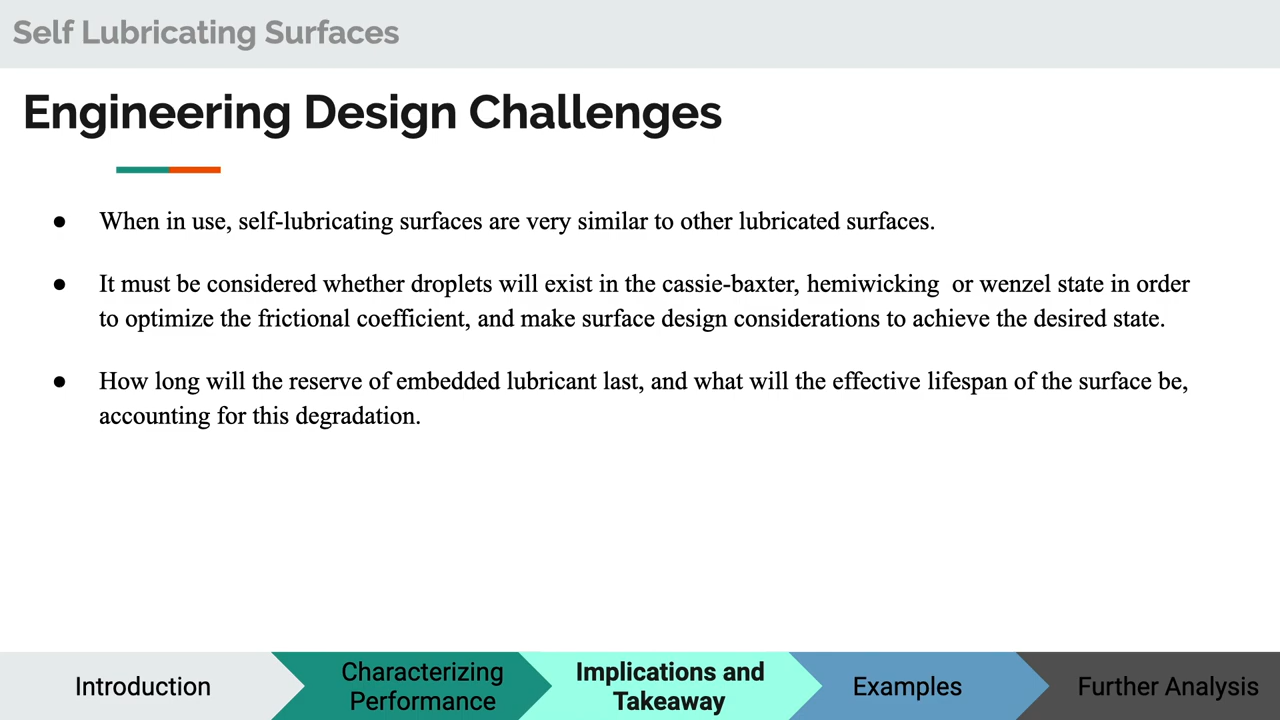 Self Lubricating Surfaces
Engineering Design Challenges
● When in use, self-lubricating surfaces are very similar to other lubricated surfaces.
● It must be considered whether droplets will exist in the cassie-baxter, hemiwicking  or wenzel state in order
to optimize the frictional coefficient, and make surface design considerations to achieve the desired state.
● How long will the reserve of embedded lubricant last, and what will the effective lifespan of the surface be,
accounting for this degradation.
Introduction
Characterizing
Performance
Implications and
Takeaway
Examples
Further Analysis